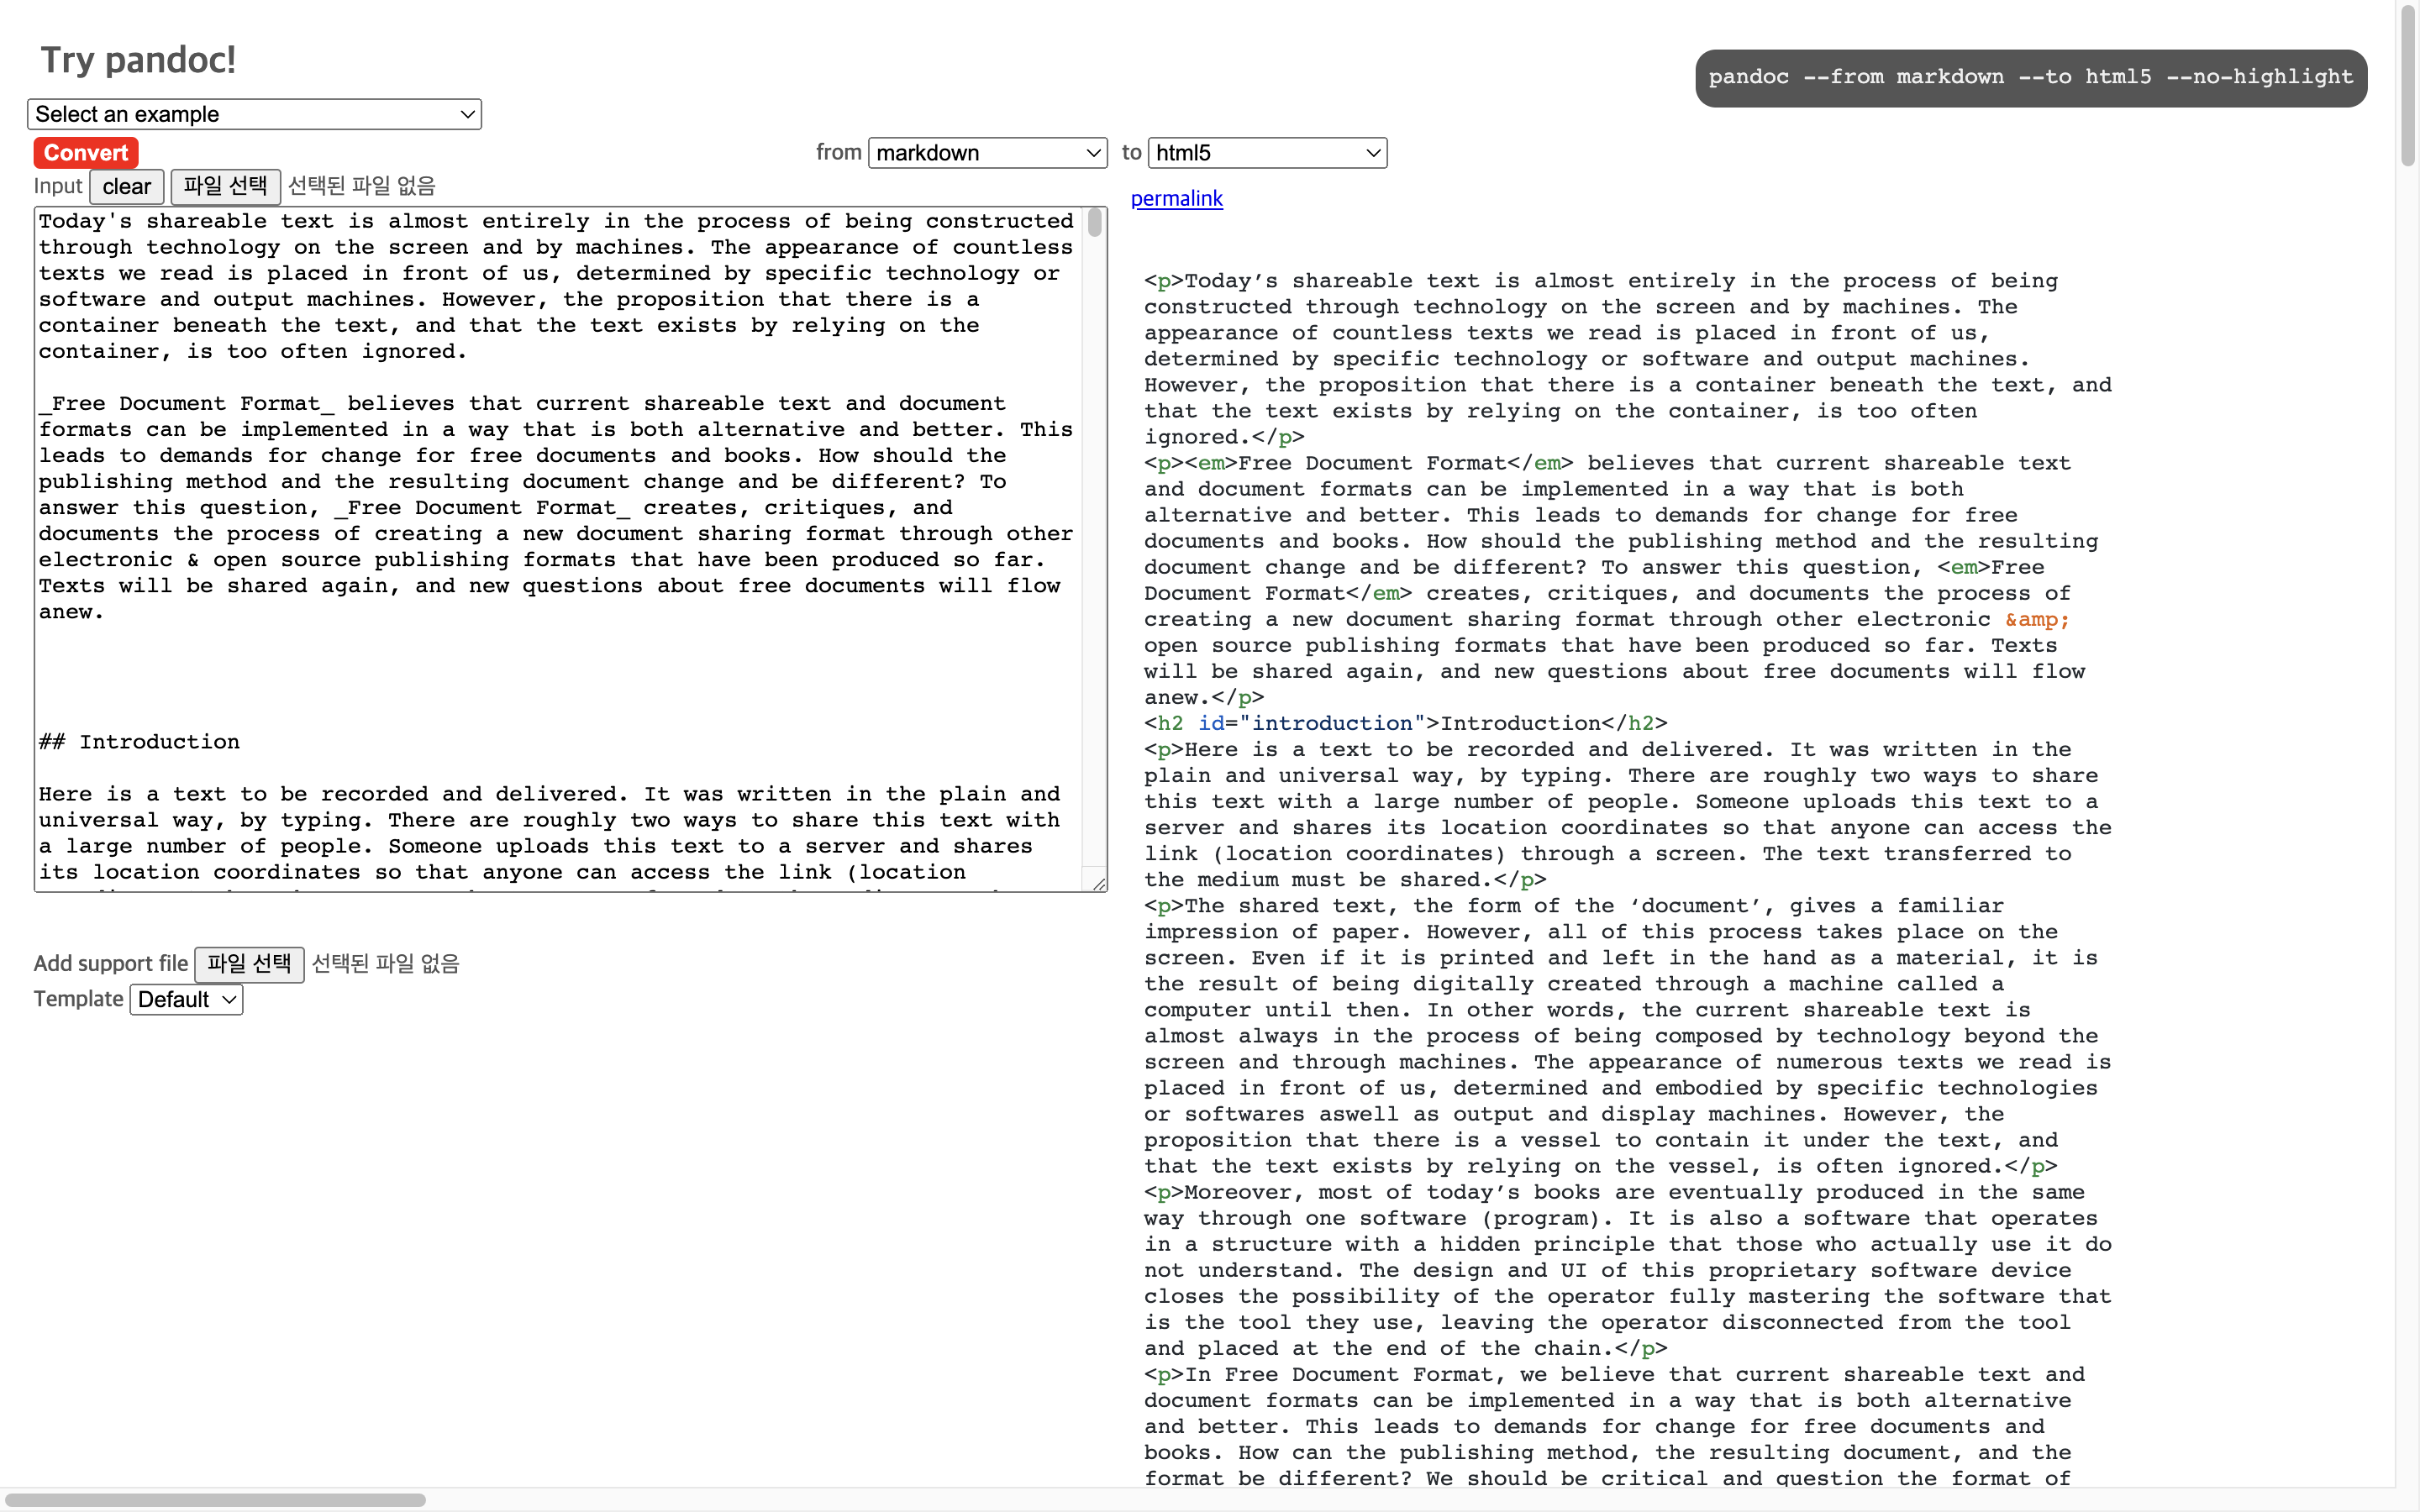 Try pandoc!
pandoc --from markdown --to html5 --no-highlight
Select an example
Convert
from markdown to html5
Input clear 파일 선택 선택된 파일 없음
permalink
Today's shareable text is almost entirely in the process of being constructed
through technology on the screen and by machines. The appearance of countless
texts we read is placed in front of us, determined by specific technology or
software and output machines. However, the proposition that there is a
container beneath the text, and that the text exists by relying on the
container, is too often ignored.
_Free Document Format_ believes that current shareable text and document
formats can be implemented in a way that is both alternative and better. This
leads to demands for change for free documents and books. How should the
publishing method and the resulting document change and be different? To
answer this question, _Free Document Format_ creates, critiques, and
documents the process of creating a new document sharing format through other
electronic & open source publishing formats that have been produced so far.
Texts will be shared again, and new questions about free documents will flow
anew.
## Introduction
Here is a text to be recorded and delivered. It was written in the plain and
universal way, by typing. There are roughly two ways to share this text with
a large number of people. Someone uploads this text to a server and shares
its location coordinates so that anyone can access the link (location
Add support file 파일 선택 선택된 파일 없음
Template Default
<p>Today’s shareable text is almost entirely in the process of being
constructed through technology on the screen and by machines. The
appearance of countless texts we read is placed in front of us,
determined by specific technology or software and output machines.
However, the proposition that there is a container beneath the text, and
that the text exists by relying on the container, is too often
ignored.</p>
<p><em>Free Document Format</em> believes that current shareable text
and document formats can be implemented in a way that is both
alternative and better. This leads to demands for change for free
documents and books. How should the publishing method and the resulting
document change and be different? To answer this question, <em>Free
Document Format</em> creates, critiques, and documents the process of
creating a new document sharing format through other electronic &amp;
open source publishing formats that have been produced so far. Texts
will be shared again, and new questions about free documents will flow
anew.</p>
<h2 id="introduction">Introduction</h2>
<p>Here is a text to be recorded and delivered. It was written in the
plain and universal way, by typing. There are roughly two ways to share
this text with a large number of people. Someone uploads this text to a
server and shares its location coordinates so that anyone can access the
link (location coordinates) through a screen. The text transferred to
the medium must be shared.</p>
<p>The shared text, the form of the ‘document’, gives a familiar
impression of paper. However, all of this process takes place on the
screen. Even if it is printed and left in the hand as a material, it is
the result of being digitally created through a machine called a
computer until then. In other words, the current shareable text is
almost always in the process of being composed by technology beyond the
screen and through machines. The appearance of numerous texts we read is
placed in front of us, determined and embodied by specific technologies
or softwares aswell as output and display machines. However, the
proposition that there is a vessel to contain it under the text, and
that the text exists by relying on the vessel, is often ignored.</p>
<p>Moreover, most of today’s books are eventually produced in the same
way through one software (program). It is also a software that operates
in a structure with a hidden principle that those who actually use it do
not understand. The design and UI of this proprietary software device
closes the possibility of the operator fully mastering the software that
is the tool they use, leaving the operator disconnected from the tool
and placed at the end of the chain.</p>
<p>In Free Document Format, we believe that current shareable text and
document formats can be implemented in a way that is both alternative
and better. This leads to demands for change for free documents and
books. How can the publishing method, the resulting document, and the
format be different? We should be critical and question the format of